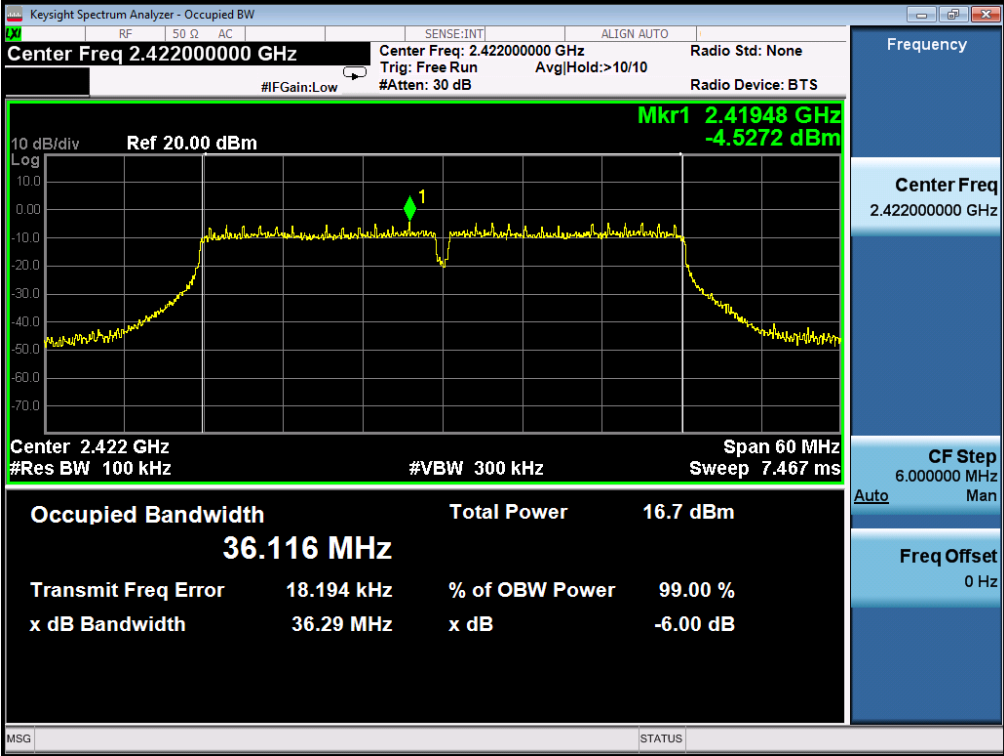 Keysight Spectrum Analyzer - Occupied BW
LXI
RF 50 Ω AC SENSE:INT ALIGN AUTO
Center Freq 2.422000000 GHz
#IFGain:Low
Center Freq: 2.422000000 GHz
Trig: Free Run Avg|Hold:>10/10
#Atten: 30 dB
Radio Std: None
Radio Device: BTS
Mkr1 2.41948 GHz
-4.5272 dBm
10 dB/div Ref 20.00 dBm
Log
10.0
0.00
-10.0
-20.0
-30.0
-40.0
-50.0
-60.0
-70.0
1
Center 2.422 GHz Span 60 MHz
#Res BW 100 kHz #VBW 300 kHz Sweep 7.467 ms
Occupied Bandwidth Total Power 16.7 dBm
36.116 MHz
Transmit Freq Error 18.194 kHz % of OBW Power 99.00 %
x dB Bandwidth 36.29 MHz x dB -6.00 dB
Frequency
Center Freq
2.422000000 GHz
CF Step
6.000000 MHz
Auto Man
Freq Offset
0 Hz
MSG STATUS